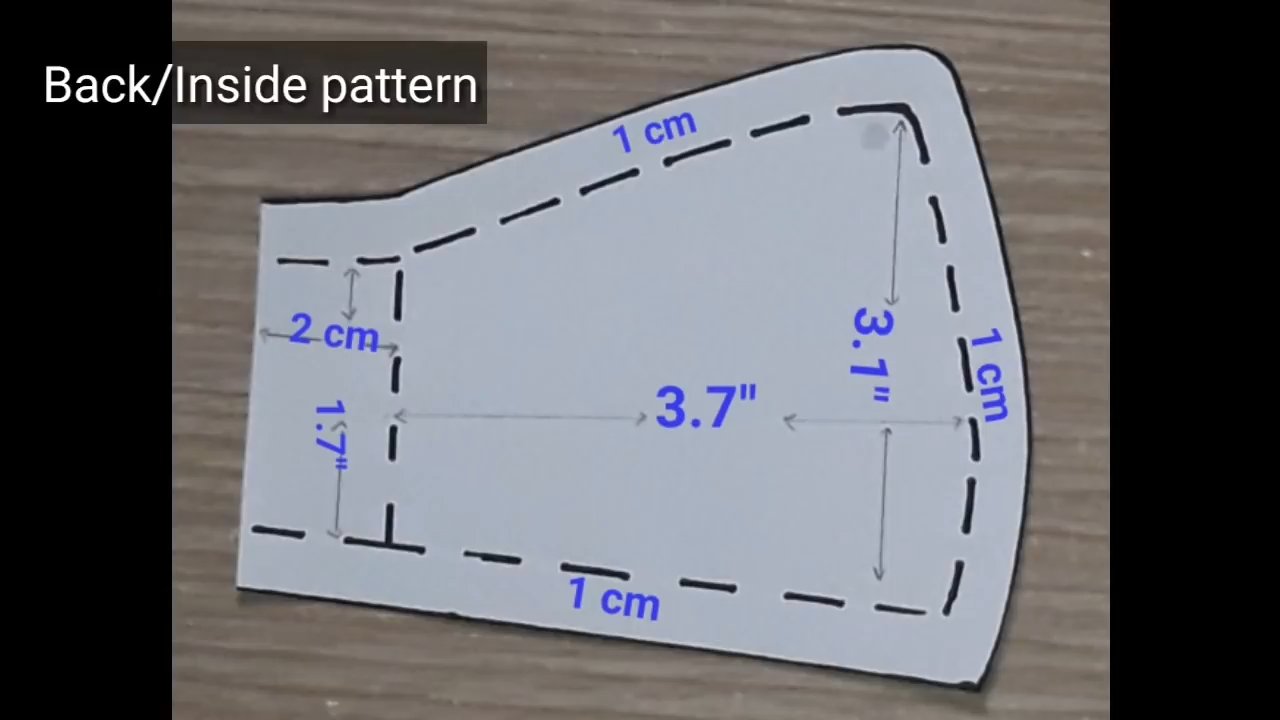 Back/Inside pattern
1 cm
2 cm
3.1"
1 cm
3.7"
1.7"
1 cm